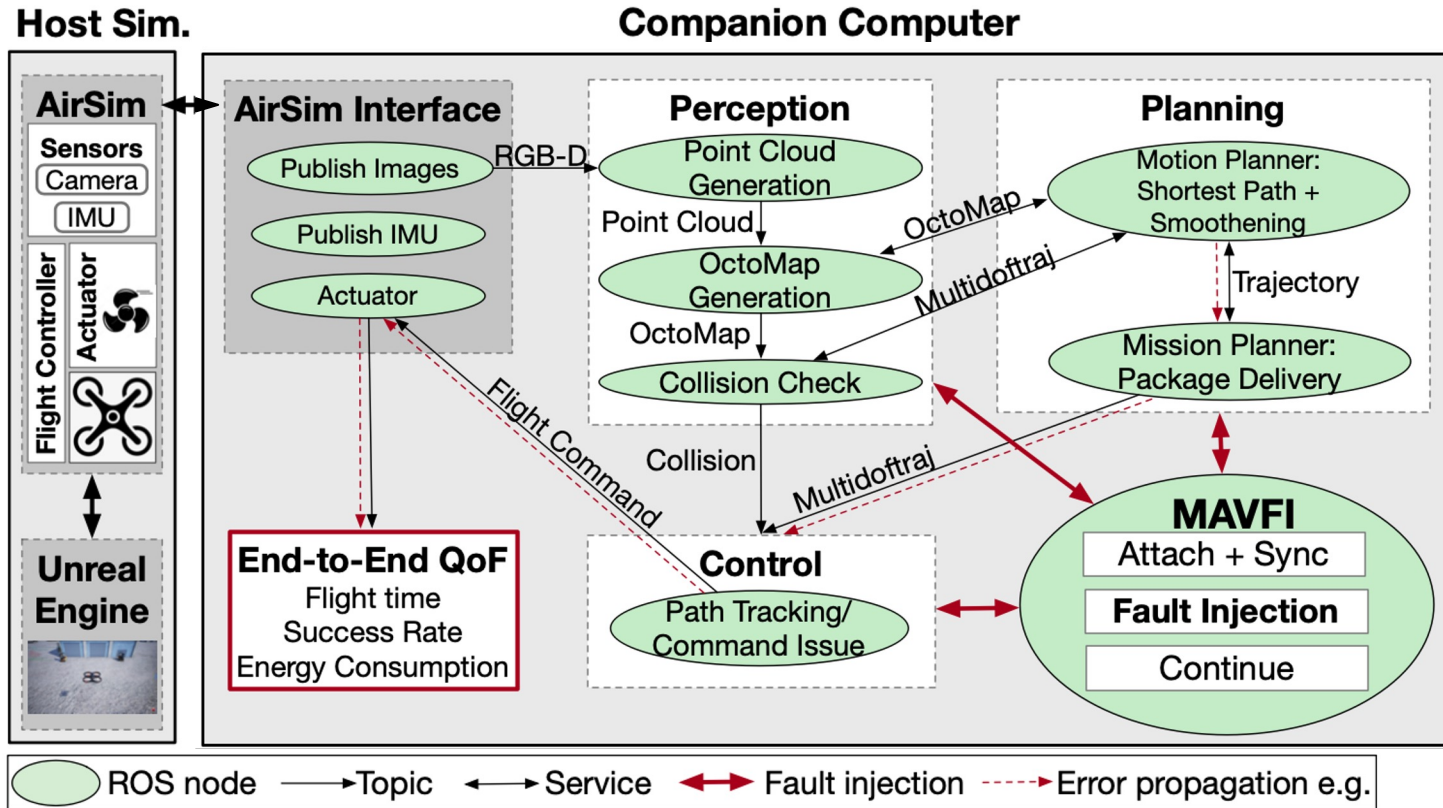 Host Sim.
Companion Computer
AirSim
Sensors
Camera
IMU
Flight Controller
Actuator
Unreal
Engine
AirSim Interface
Publish Images
Publish IMU
Actuator
RGB-D
Perception
Point Cloud
Generation
Point Cloud
OctoMap
Generation
OctoMap
Collision Check
Collision
OctoMap
Multidoftraj
Planning
Motion Planner:
Shortest Path +
Smoothening
Trajectory
Mission Planner:
Package Delivery
Flight Command
Multidoftraj
End-to-End QoF
Flight time
Success Rate
Energy Consumption
Control
Path Tracking/
Command Issue
MAVFI
Attach + Sync
Fault Injection
Continue
ROS node
Topic
Service
Fault injection
Error propagation e.g.